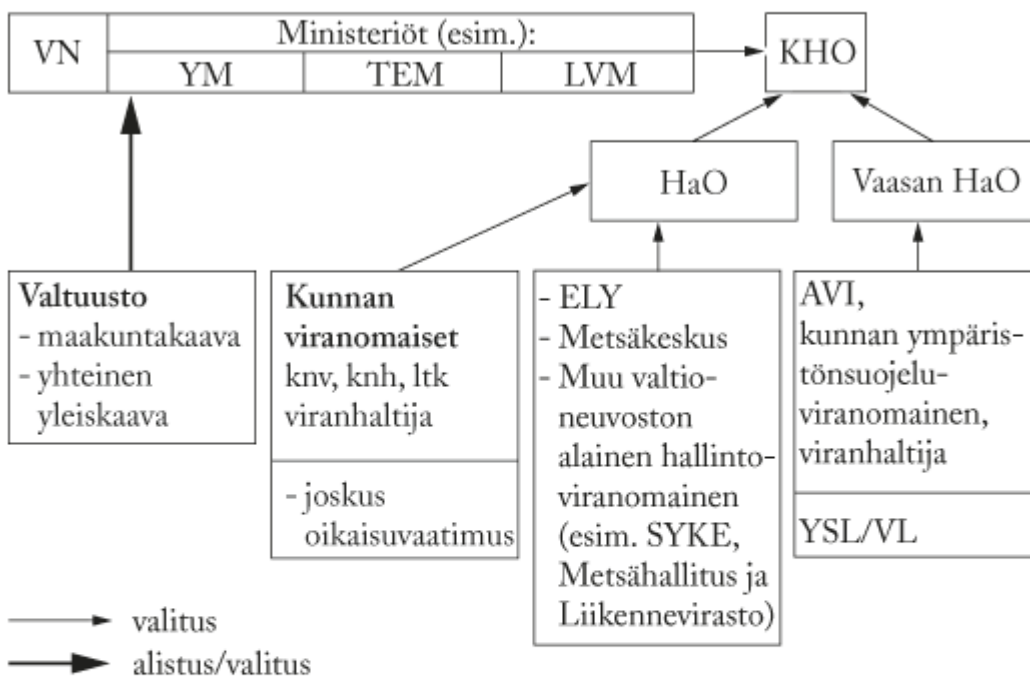 VN
Ministeriöt (esim.):
YM
TEM
LVM
KHO
HaO
Vaasan HaO
Valtuusto
- maakuntakaava
- yhteinen
yleiskaava
Kunnan
viranomaiset
knv, knh, ltk
viranhaltija
- joskus
oikaisuvaatimus
- ELY
- Metsäkeskus
- Muu valtio-
neuvoston
alainen hallinto-
viranomainen
(esim. SYKE,
Metsähallitus ja
Liikennevirasto)
AVI,
kunnan ympäris-
tönsuojelu-
viranomainen,
viranhaltija
YSL/VL
valitus
alistus/valitus